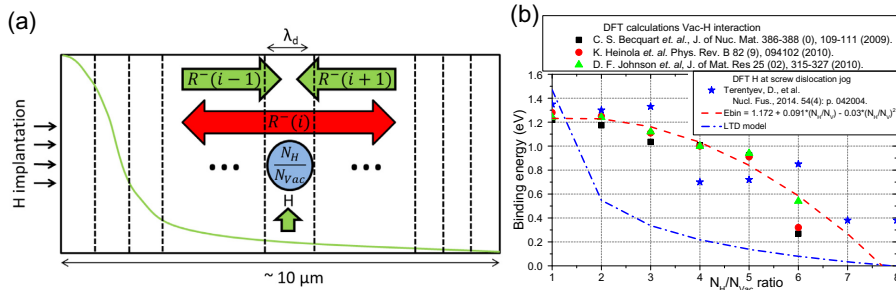 (a)
λd
R⁻(i−1)
R⁻(i+1)
R⁻(i)
H implantation
•••
NH
NVac
•••
H
~ 10 μm
(b)
DFT calculations Vac-H interaction
C. S. Becquart et. al., J. of Nuc. Mat. 386-388 (0), 109-111 (2009).
K. Heinola et. al. Phys. Rev. B 82 (9), 094102 (2010).
D. F. Johnson et. al, J. of Mat. Res 25 (02), 315-327 (2010).
DFT H at screw dislocation jog
Terentyev, D., et al.
Nucl. Fus., 2014. 54(4): p. 042004.
Ebin = 1.172 + 0.091*(NH/NV) - 0.03*(NH/NV)²
LTD model
Binding energy (eV)
1.6
1.4
1.2
1.0
0.8
0.6
0.4
0.2
0.0
1 2 3 4 5 6 7 8
NH/NVac ratio